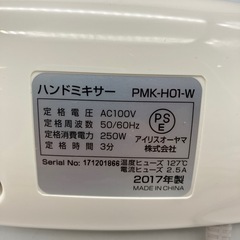 ハンドミキサー PMK-H01-W
定格電圧 AC100V
定格周波数 50/60Hz
定格消費電力 250W
定格時間 3分
PS
E
アイリスオーヤマ
株式会社
Serial No: 171201866 温度ヒューズ 127℃
電流ヒューズ 2.5A
2017年製
MADE IN CHINA